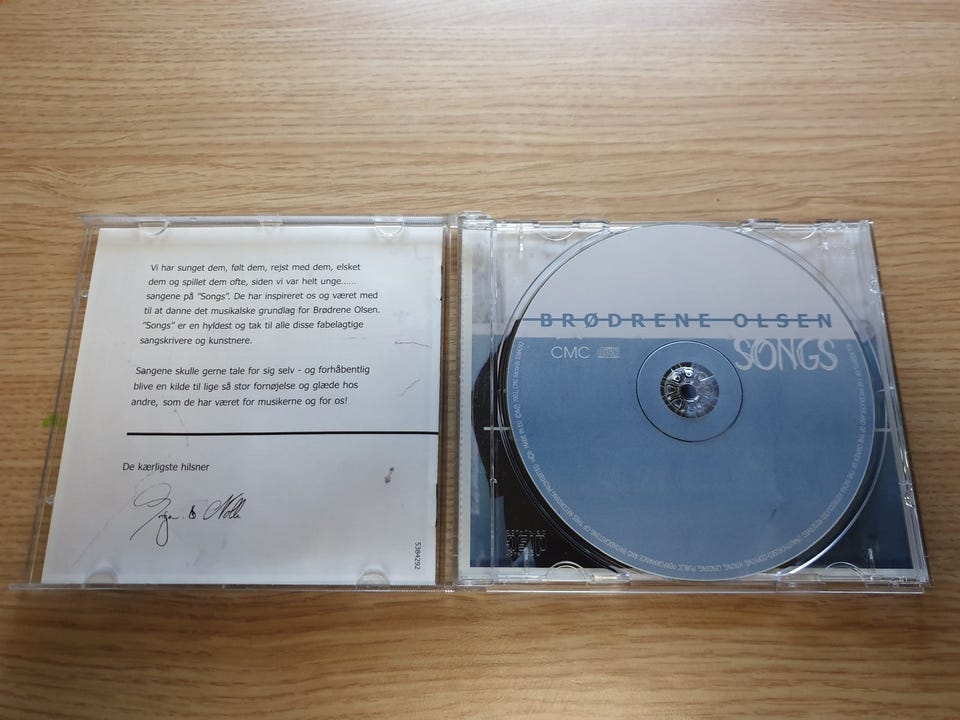 Vi har sunget dem, følt dem, rejst med dem, elsket
dem og spillet dem ofte, siden vi var helt unge......
sangene på "Songs". De har inspireret os og været med
til at danne det musikalske grundlag for Brødrene Olsen.
"Songs" er en hyldest og tak til alle disse fabelagtige
sangskrivere og kunstnere.
Sangene skulle gerne tale for sig selv - og forhåbentlig
blive en kilde til lige så stor fornøjelse og glæde hos
andre, som de har været for musikerne og for os!
De kærligste hilsner
Jørgen & Noller
5384292
BRØDRENE OLSEN
SONGS
CMC